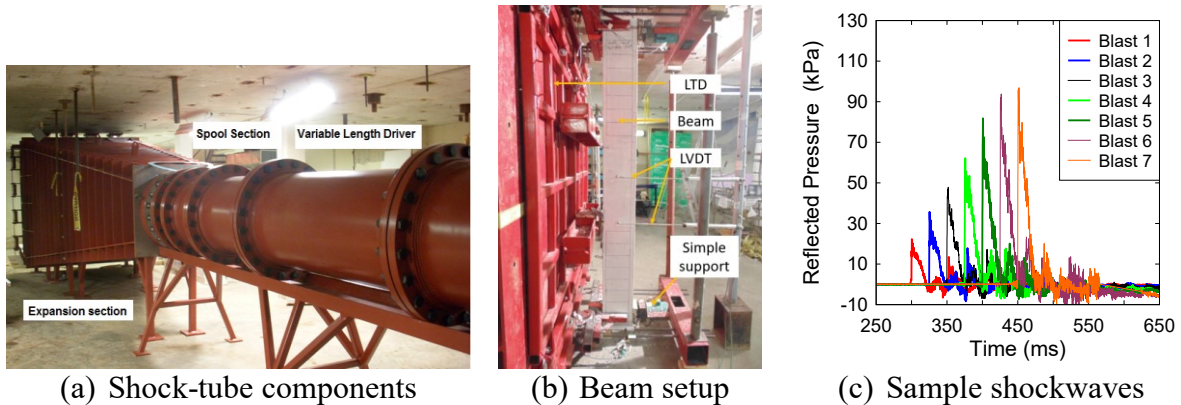 Spool Section
Variable Length Driver
Expansion section
(a) Shock-tube components
LTD
Beam
LVDT
Simple
support
(b) Beam setup
Reflected Pressure (kPa)
130
110
90
70
50
30
10
-10
Blast 1
Blast 2
Blast 3
Blast 4
Blast 5
Blast 6
Blast 7
250 350 450 550 650
Time (ms)
(c) Sample shockwaves